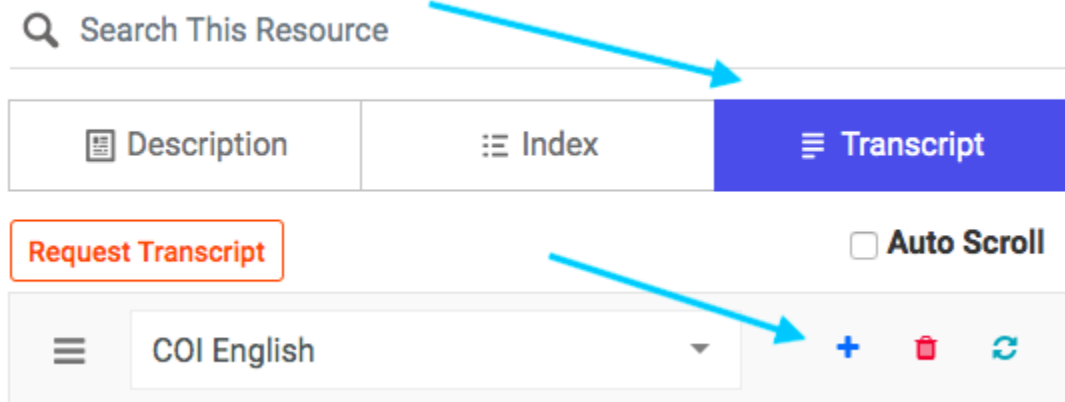 Search This Resource
Description Index Transcript
Request Transcript Auto Scroll
COI English